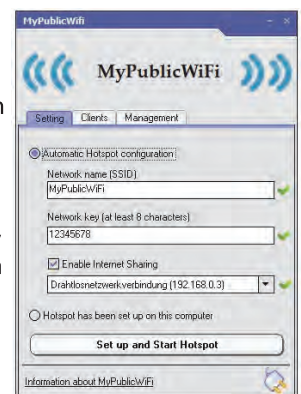 MyPublicWifi
MyPublicWiFi
Setting Clients Management
Automatic Hotspot configuration
Network name (SSID)
MyPublicWiFi
Network key (at least 8 characters)
12345678
Enable Internet Sharing
Drahtlosnetzwerkverbindung (192.168.0.3)
Hotspot has been set up on this computer
Set up and Start Hotspot
Information about MyPublicWiFi